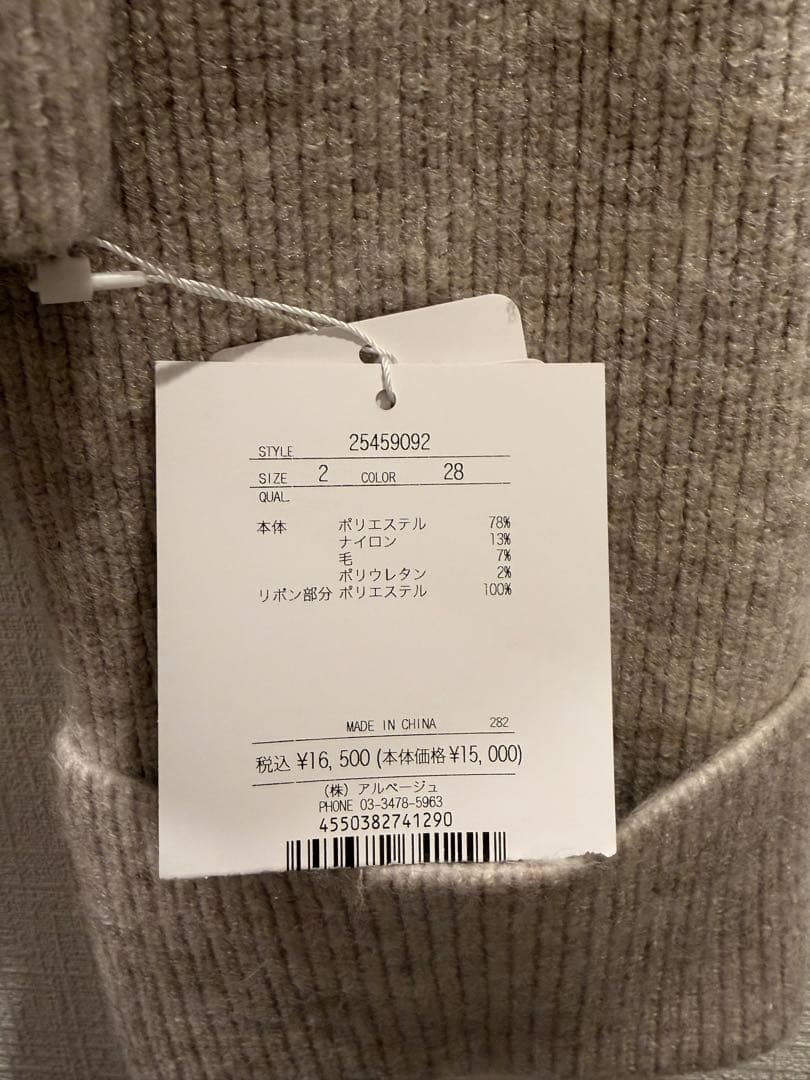 STYLE 25459092
SIZE 2 COLOR 28
QUAL.
本体 ポリエステル 78%
ナイロン 13%
毛 7%
ポリウレタン 2%
リボン部分 ポリエステル 100%
MADE IN CHINA 282
税込 ¥16,500 (本体価格¥15,000)
(株) アルページュ
PHONE 03-3478-5963
4550382741290